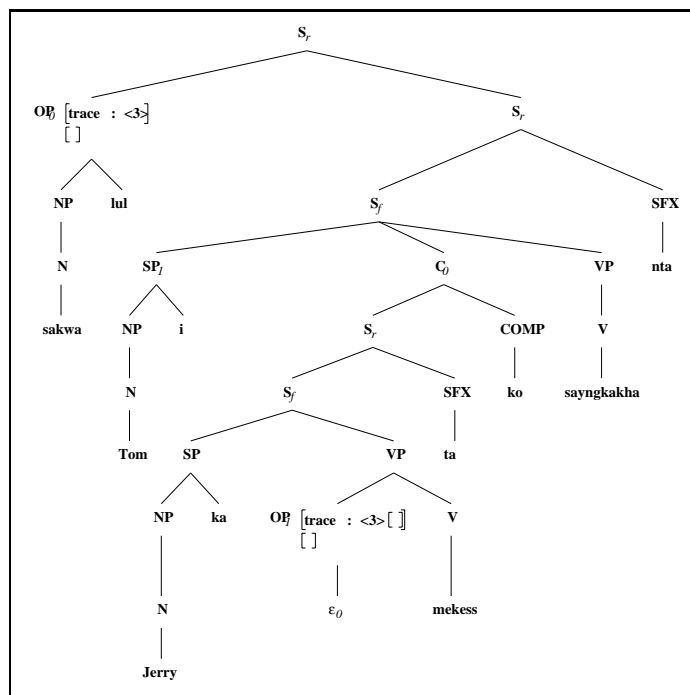 S_r
OP_0 [trace : <3>] S_r
[ ]
NP lul S_f SFX
N SP_1 C_0 VP nta
sakwa NP i S_r COMP V
N S_f SFX ko sayngkakha
Tom SP VP ta
NP ka OP_1 [trace : <3>[ ]] V
[ ]
N ε_0 mekess
Jerry